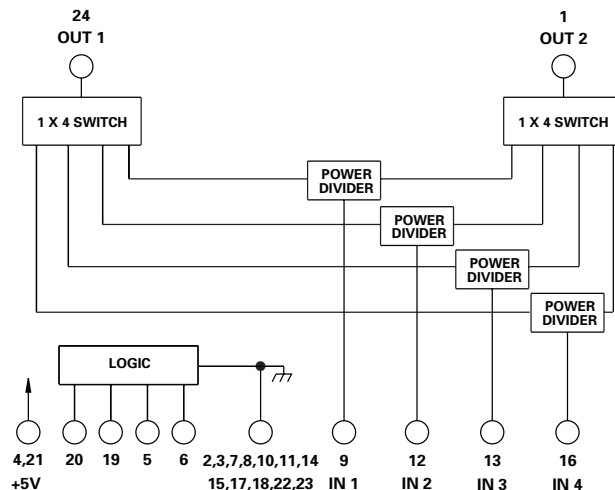 24
OUT 1
1
OUT 2
1 X 4 SWITCH
1 X 4 SWITCH
POWER
DIVIDER
POWER
DIVIDER
POWER
DIVIDER
POWER
DIVIDER
LOGIC
4,21
+5V
20
19
5
6
2,3,7,8,10,11,14
15,17,18,22,23
9
IN 1
12
IN 2
13
IN 3
16
IN 4